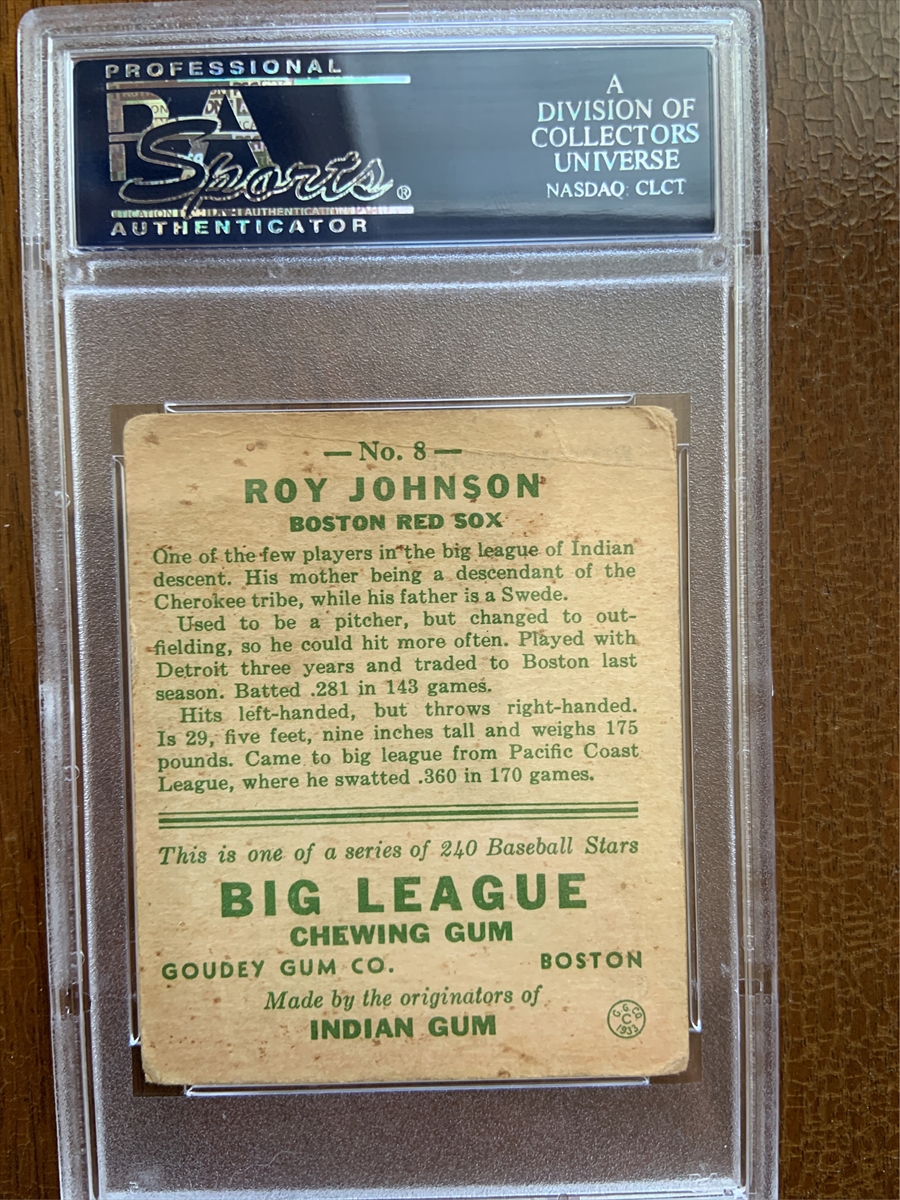 PROFESSIONAL
PSA
Sports®
AUTHENTICATOR
A
DIVISION OF
COLLECTORS
UNIVERSE
NASDAQ: CLCT
— No. 8 —
ROY JOHNSON
BOSTON RED SOX
One of the few players in the big league of Indian
descent. His mother being a descendant of the
Cherokee tribe, while his father is a Swede.
Used to be a pitcher, but changed to out-
fielding, so he could hit more often. Played with
Detroit three years and traded to Boston last
season. Batted .281 in 143 games.
Hits left-handed, but throws right-handed.
Is 29, five feet, nine inches tall and weighs 175
pounds. Came to big league from Pacific Coast
League, where he swatted .360 in 170 games.
This is one of a series of 240 Baseball Stars
BIG LEAGUE
CHEWING GUM
GOUDEY GUM CO. BOSTON
Made by the originators of
INDIAN GUM
G. G. CO.
C
1933